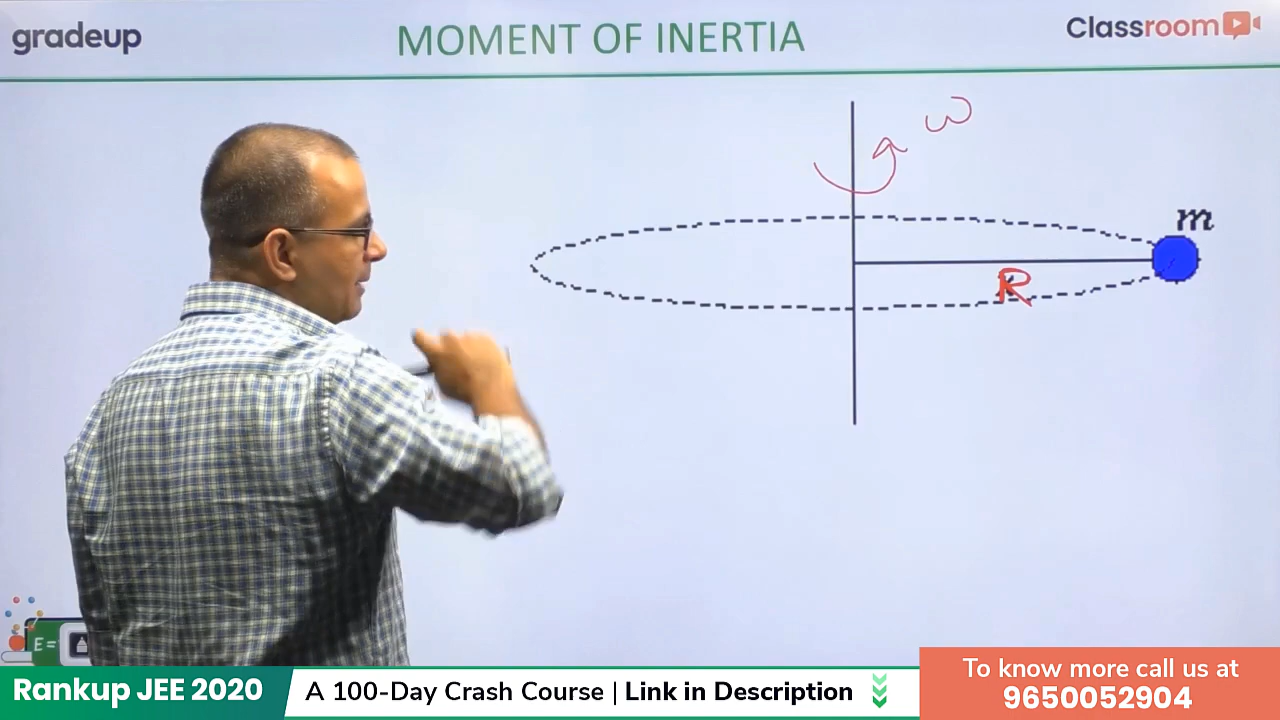 gradeup
MOMENT OF INERTIA
Classroom
ω
m
R
E=
Rankup JEE 2020
A 100-Day Crash Course | Link in Description
To know more call us at
9650052904